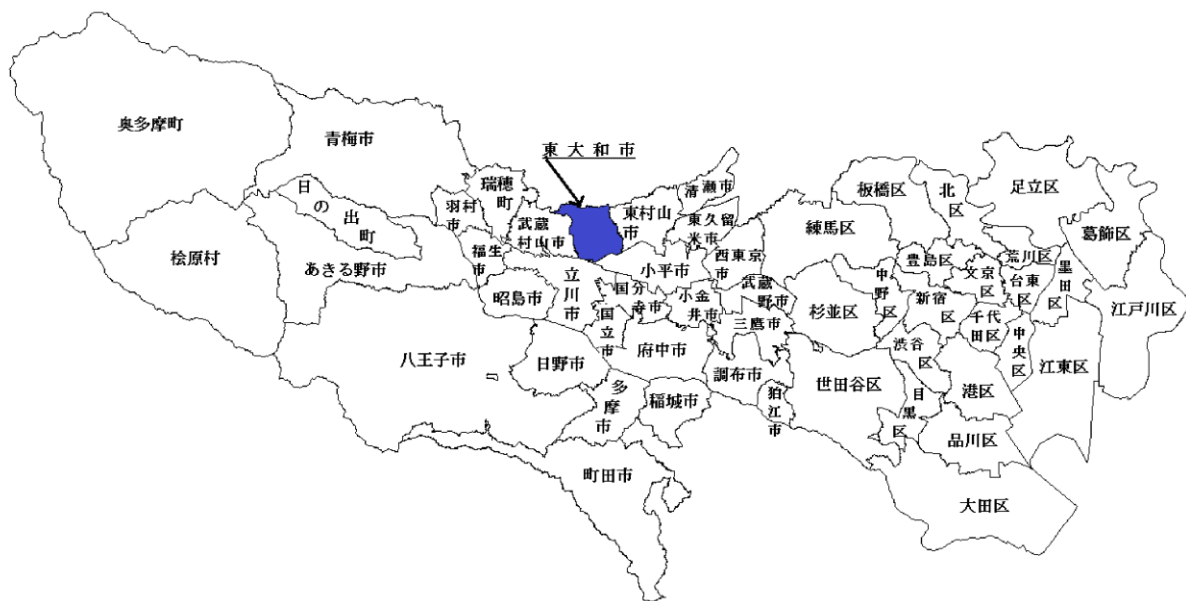 東大和市
奥多摩町
青梅市
瑞穂
町
清瀬市
板橋区
北
区
足立区
日
の
出
町
羽村
市
武蔵
村山市
東村山
市
東久留
米市
練馬区
葛飾区
桧原村
あきる野市
福生
市
小平市
西東京
市
豊島区
文京
区
荒川区
台東
区
墨
田
区
昭島市
立
川
市
国分
寺市
小金
井市
武蔵
野市
杉並区
中
野
区
新宿
区
千代
田区
中
央
区
江戸川区
国
立
市
三鷹市
渋谷
区
江東区
八王子市
日野市
府中市
調布市
世田谷区
港区
多
摩
市
稲城市
狛
江
市
目
黒
区
品川区
町田市
大田区